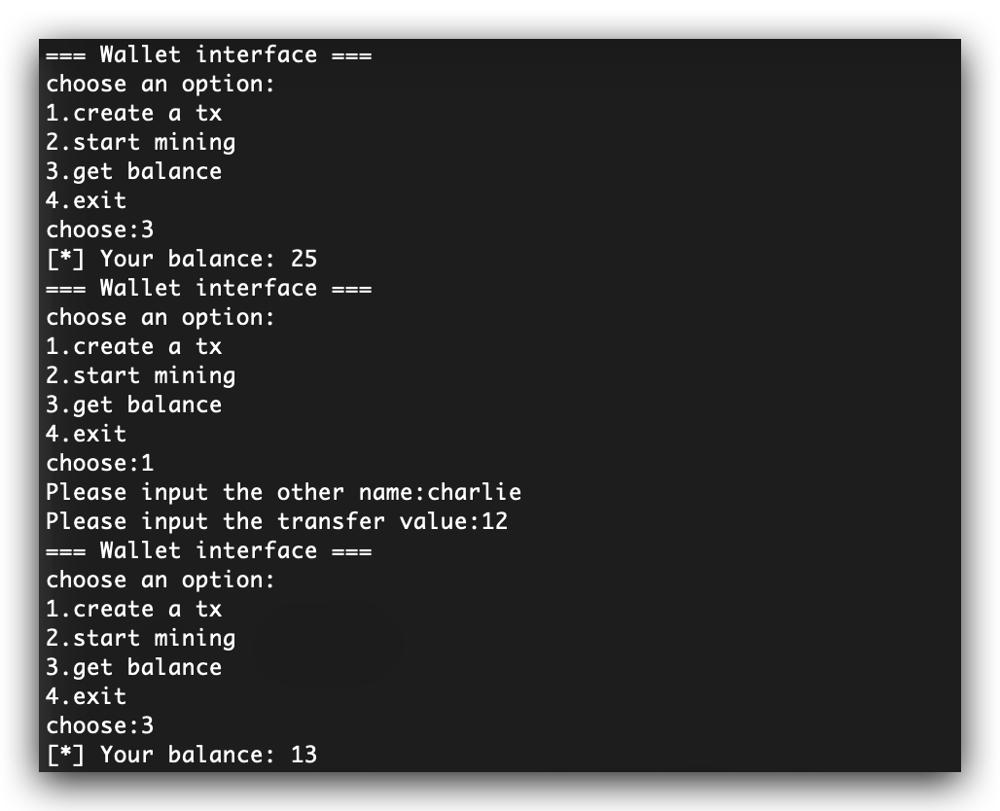 === Wallet interface ===
choose an option:
1.create a tx
2.start mining
3.get balance
4.exit
choose:3
[*] Your balance: 25
=== Wallet interface ===
choose an option:
1.create a tx
2.start mining
3.get balance
4.exit
choose:1
Please input the other name:charlie
Please input the transfer value:12
=== Wallet interface ===
choose an option:
1.create a tx
2.start mining
3.get balance
4.exit
choose:3
[*] Your balance: 13